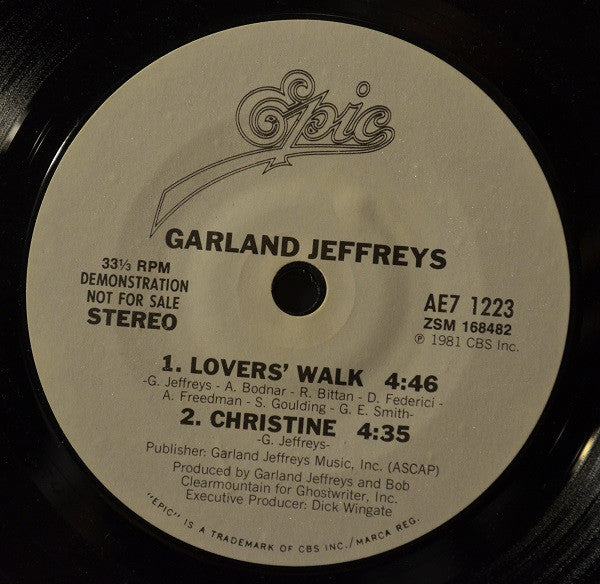 Epic
GARLAND JEFFREYS
33⅓ RPM
DEMONSTRATION
NOT FOR SALE
STEREO
AE7 1223
ZSM 168482
℗ 1981 CBS Inc.
1. LOVERS' WALK 4:46
-G. Jeffreys - A. Bodnar - R. Bittan - D. Federici -
A. Freedman - S. Goulding - G. E. Smith-
2. CHRISTINE 4:35
-G. Jeffreys-
Publisher: Garland Jeffreys Music, Inc. (ASCAP)
Produced by Garland Jeffreys and Bob
Clearmountain for Ghostwriter, Inc.
Executive Producer: Dick Wingate
"EPIC" IS A TRADEMARK OF CBS INC./MARCA REG.